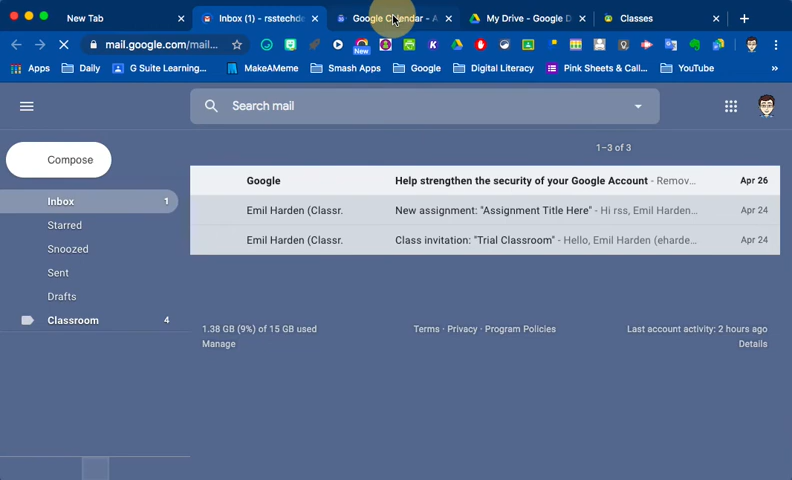 New Tab
Inbox (1) - rsstechde
Google Calendar - A
My Drive - Google D
Classes
mail.google.com/mail...
New
Apps
Daily
G Suite Learning...
MakeAMeme
Smash Apps
Google
Digital Literacy
Pink Sheets & Call...
YouTube
»
Search mail
1–3 of 3
Compose
Google Help strengthen the security of your Google Account - Remov... Apr 26
Inbox 1
Emil Harden (Classr. New assignment: "Assignment Title Here" - Hi rss, Emil Harden... Apr 24
Starred
Emil Harden (Classr. Class invitation: "Trial Classroom" - Hello, Emil Harden (eharde... Apr 24
Snoozed
Sent
Drafts
Classroom 4
1.38 GB (9%) of 15 GB used
Manage
Terms · Privacy · Program Policies
Last account activity: 2 hours ago
Details